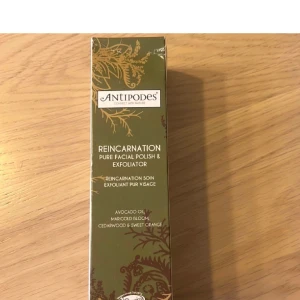 ANTIPODES
REINCARNATION
PURE FACIAL POLISH &
EXFOLIATOR
REINCARNATION SOIN
EXFOLIANT PUR VISAGE
AVOCADO OIL,
MARIGOLD BLOOM,
CEDARWOOD & SWEET ORANGE